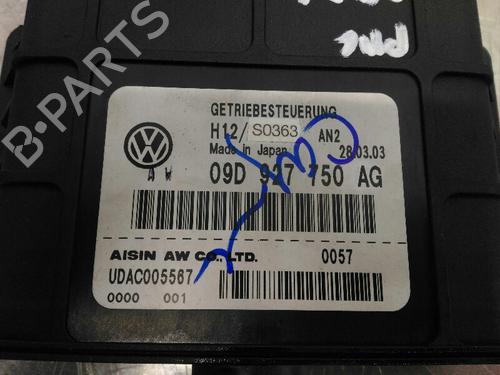 GETRIEBESTEUERUNG
H12/ S0363 AN2
Made in Japan 28.03.03
A W 09D 927 750 AG
AISIN AW CO., LTD. 0057
UDAC005567
0000 001
B-PARTS